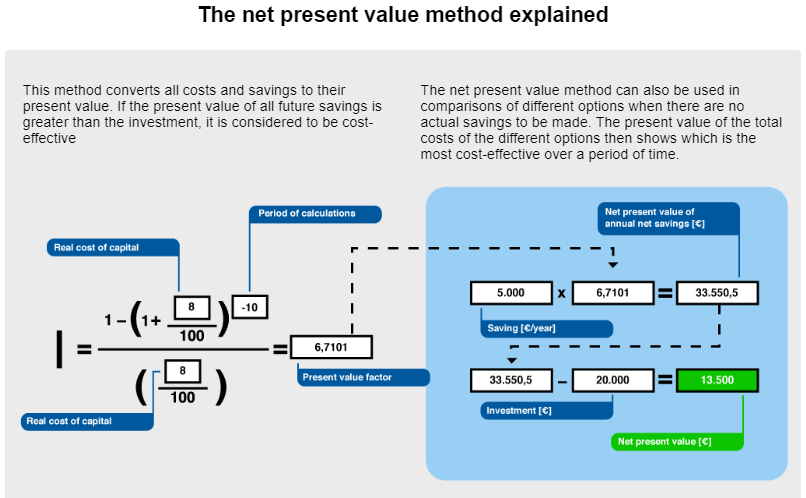 The net present value method explained
This method converts all costs and savings to their
present value. If the present value of all future savings is
greater than the investment, it is considered to be cost-
effective
The net present value method can also be used in
comparisons of different options when there are no
actual savings to be made. The present value of the total
costs of the different options then shows which is the
most cost-effective over a period of time.
Period of calculations
Real cost of capital
I = 1 - (1+ 8
100 ) -10
( 8
100 )
= 6,7101
Present value factor
Real cost of capital
Net present value of
annual net savings [€]
5.000 x 6,7101 = 33.550,5
Saving [€/year]
33.550,5 - 20.000 = 13.500
Investment [€]
Net present value [€]